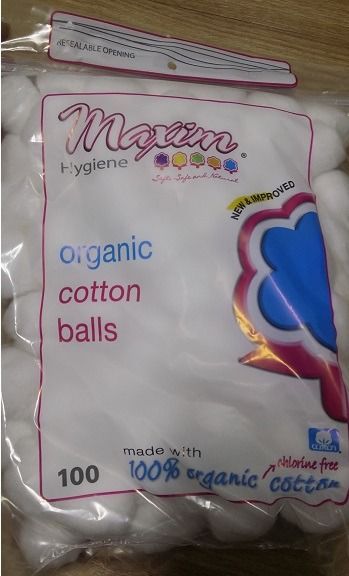 RESEALABLE OPENING
Maxim®
Hygiene
Safe and Natural
NEW & IMPROVED
organic
cotton
balls
made with
chlorine free
100% organic cotton
100